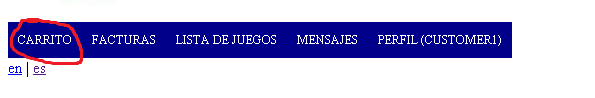 CARRITO FACTURAS LISTA DE JUEGOS MENSAJES PERFIL (CUSTOMER1)
en | es